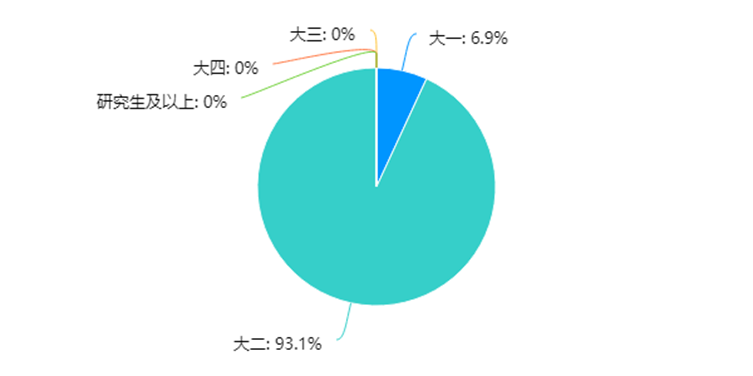 大三: 0%
大一: 6.9%
大四: 0%
研究生及以上: 0%
大二: 93.1%